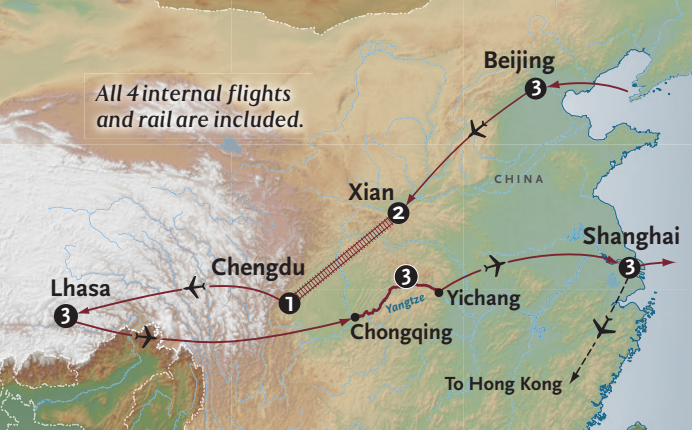 All 4 internal flights
and rail are included.
Beijing
3
CHINA
Xian
2
Shanghai
3
Chengdu
1
3
Lhasa
3
Yangtze
Yichang
Chongqing
To Hong Kong